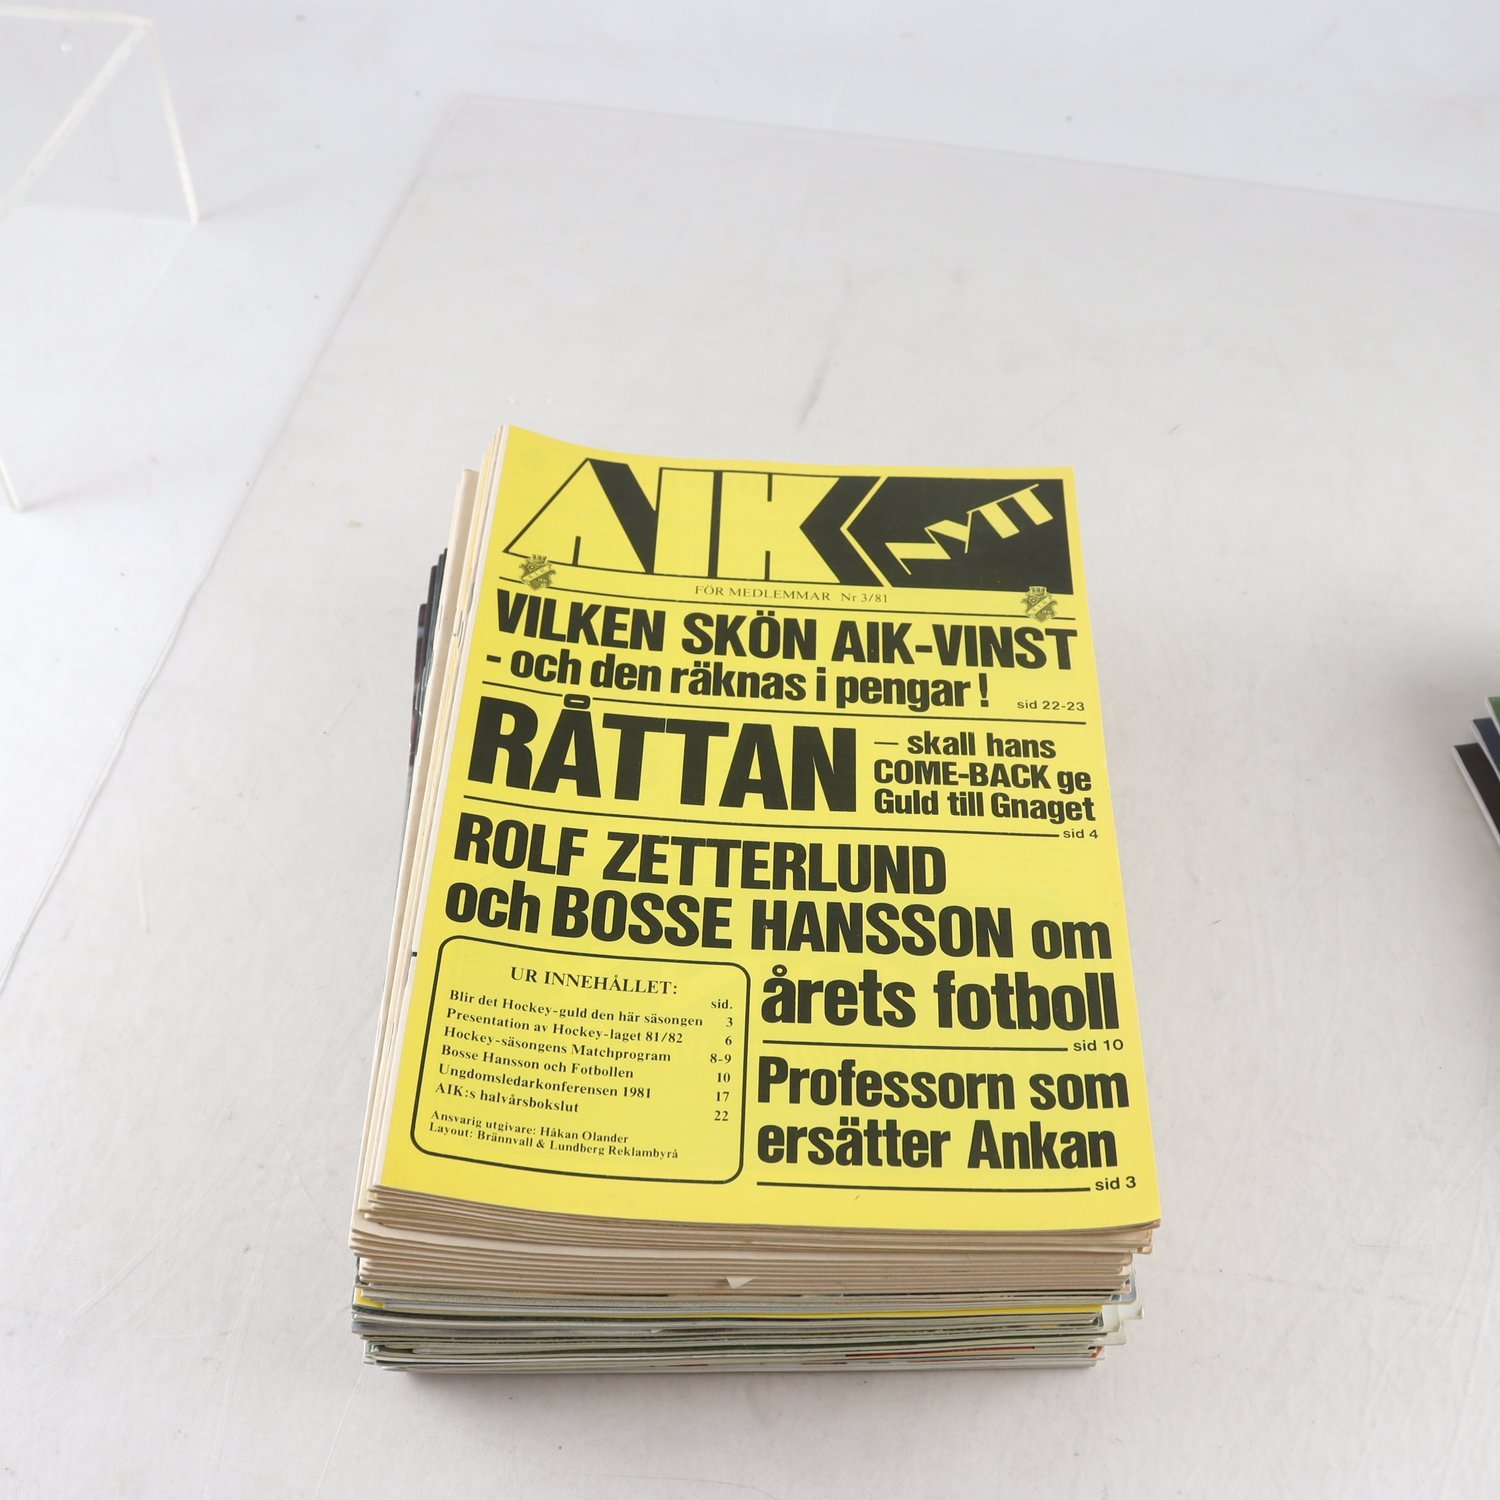 AIK NYTT
FÖR MEDLEMMAR Nr 3/81
VILKEN SKÖN AIK-VINST
- och den räknas i pengar!
sid 22-23
RÅTTAN
— skall hans
COME-BACK ge
Guld till Gnaget
sid 4
ROLF ZETTERLUND
och BOSSE HANSSON om
årets fotboll
sid 10
Professorn som
ersätter Ankan
sid 3
UR INNEHÅLLET:
sid.
Blir det Hockey-guld den här säsongen 3
Presentation av Hockey-laget 81/82 6
Hockey-säsongens Matchprogram 8-9
Bosse Hansson och Fotbollen 10
Ungdomsledarkonferensen 1981 17
AIK:s halvårsbokslut 22
Ansvarig utgivare: Håkan Olander
Layout: Brännvall & Lundberg Reklambyrå